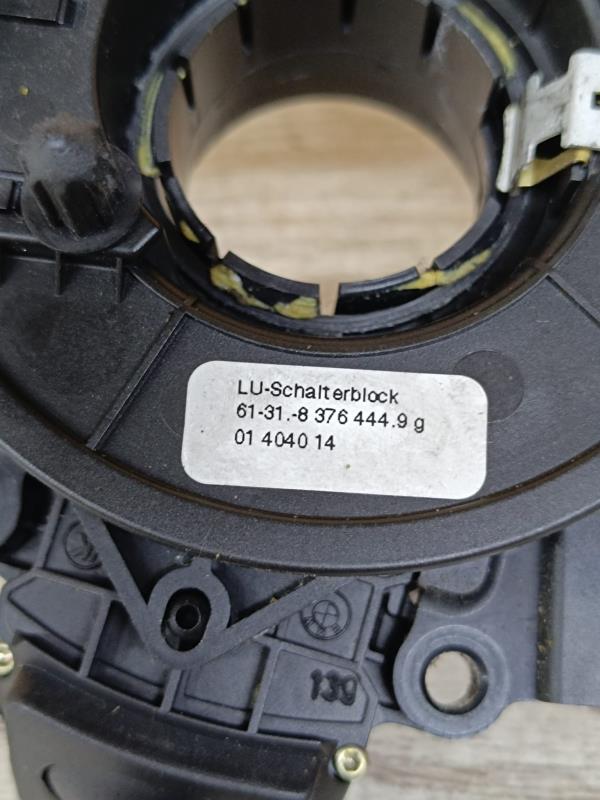 LU-Schalterblock
61-31.-8 376 444.9 g
01 4040 14
139